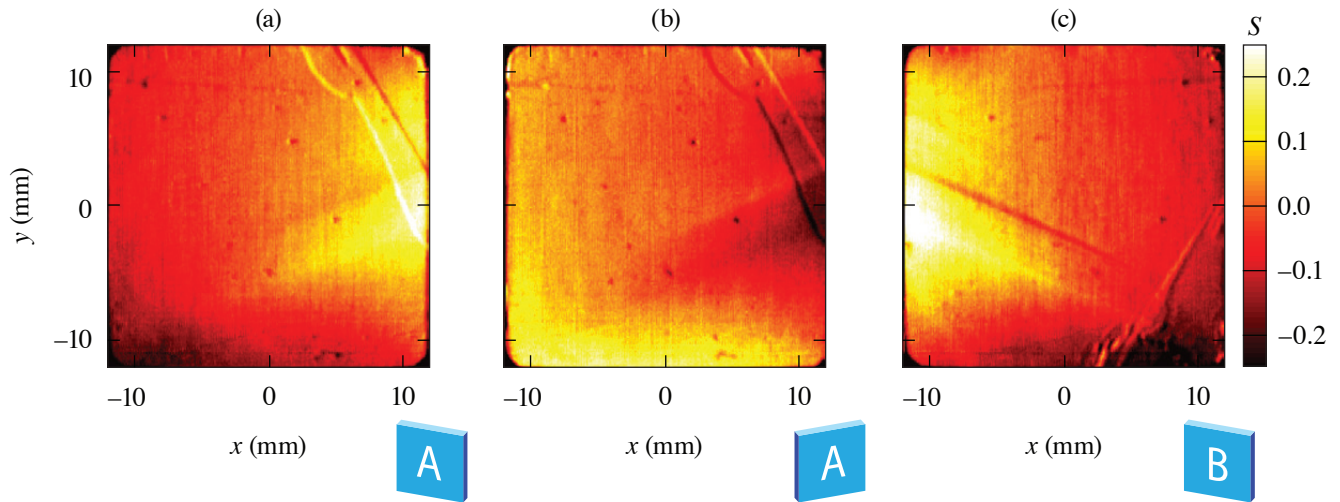 (a) (b) (c) S
10 0.2
0.1
y (mm) 0 0.0
–0.1
–10 –0.2
–10 0 10 –10 0 10 –10 0 10
x (mm) x (mm) x (mm)
A A B